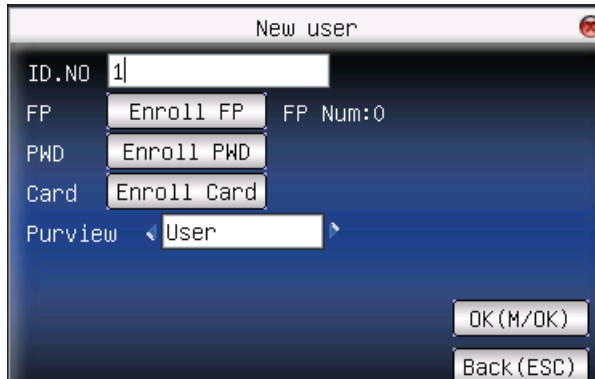 New user
ID.NO 1
FP Enroll FP FP Num:0
PWD Enroll PWD
Card Enroll Card
Purview User
OK(M/OK)
Back(ESC)